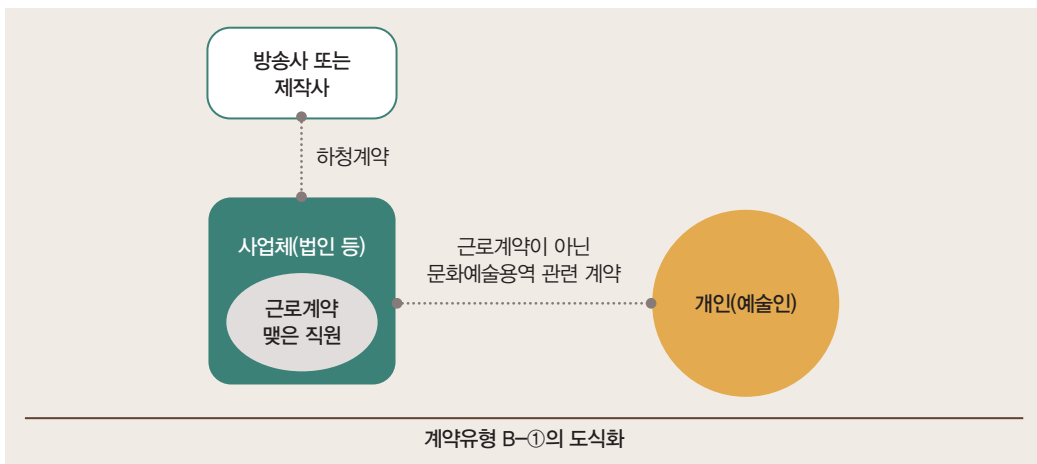 방송사 또는
제작사
하청계약
사업체(법인 등)
근로계약
맺은 직원
근로계약이 아닌
문화예술용역 관련 계약
개인(예술인)
계약유형 B-①의 도식화